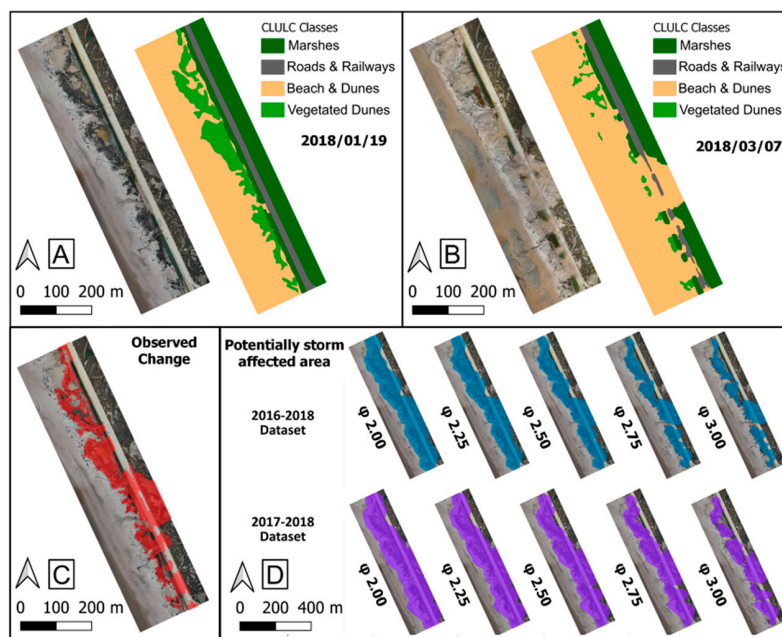 CLULC Classes
Marshes
Roads & Railways
Beach & Dunes
Vegetated Dunes
2018/01/19
A
0 100 200 m
CLULC Classes
Marshes
Roads & Railways
Beach & Dunes
Vegetated Dunes
2018/03/07
B
0 100 200 m
Observed
Change
C
0 100 200 m
Potentially storm
affected area
2016-2018
Dataset
φ 2.00
φ 2.25
φ 2.50
φ 2.75
φ 3.00
2017-2018
Dataset
φ 2.00
φ 2.25
φ 2.50
φ 2.75
φ 3.00
D
0 200 400 m